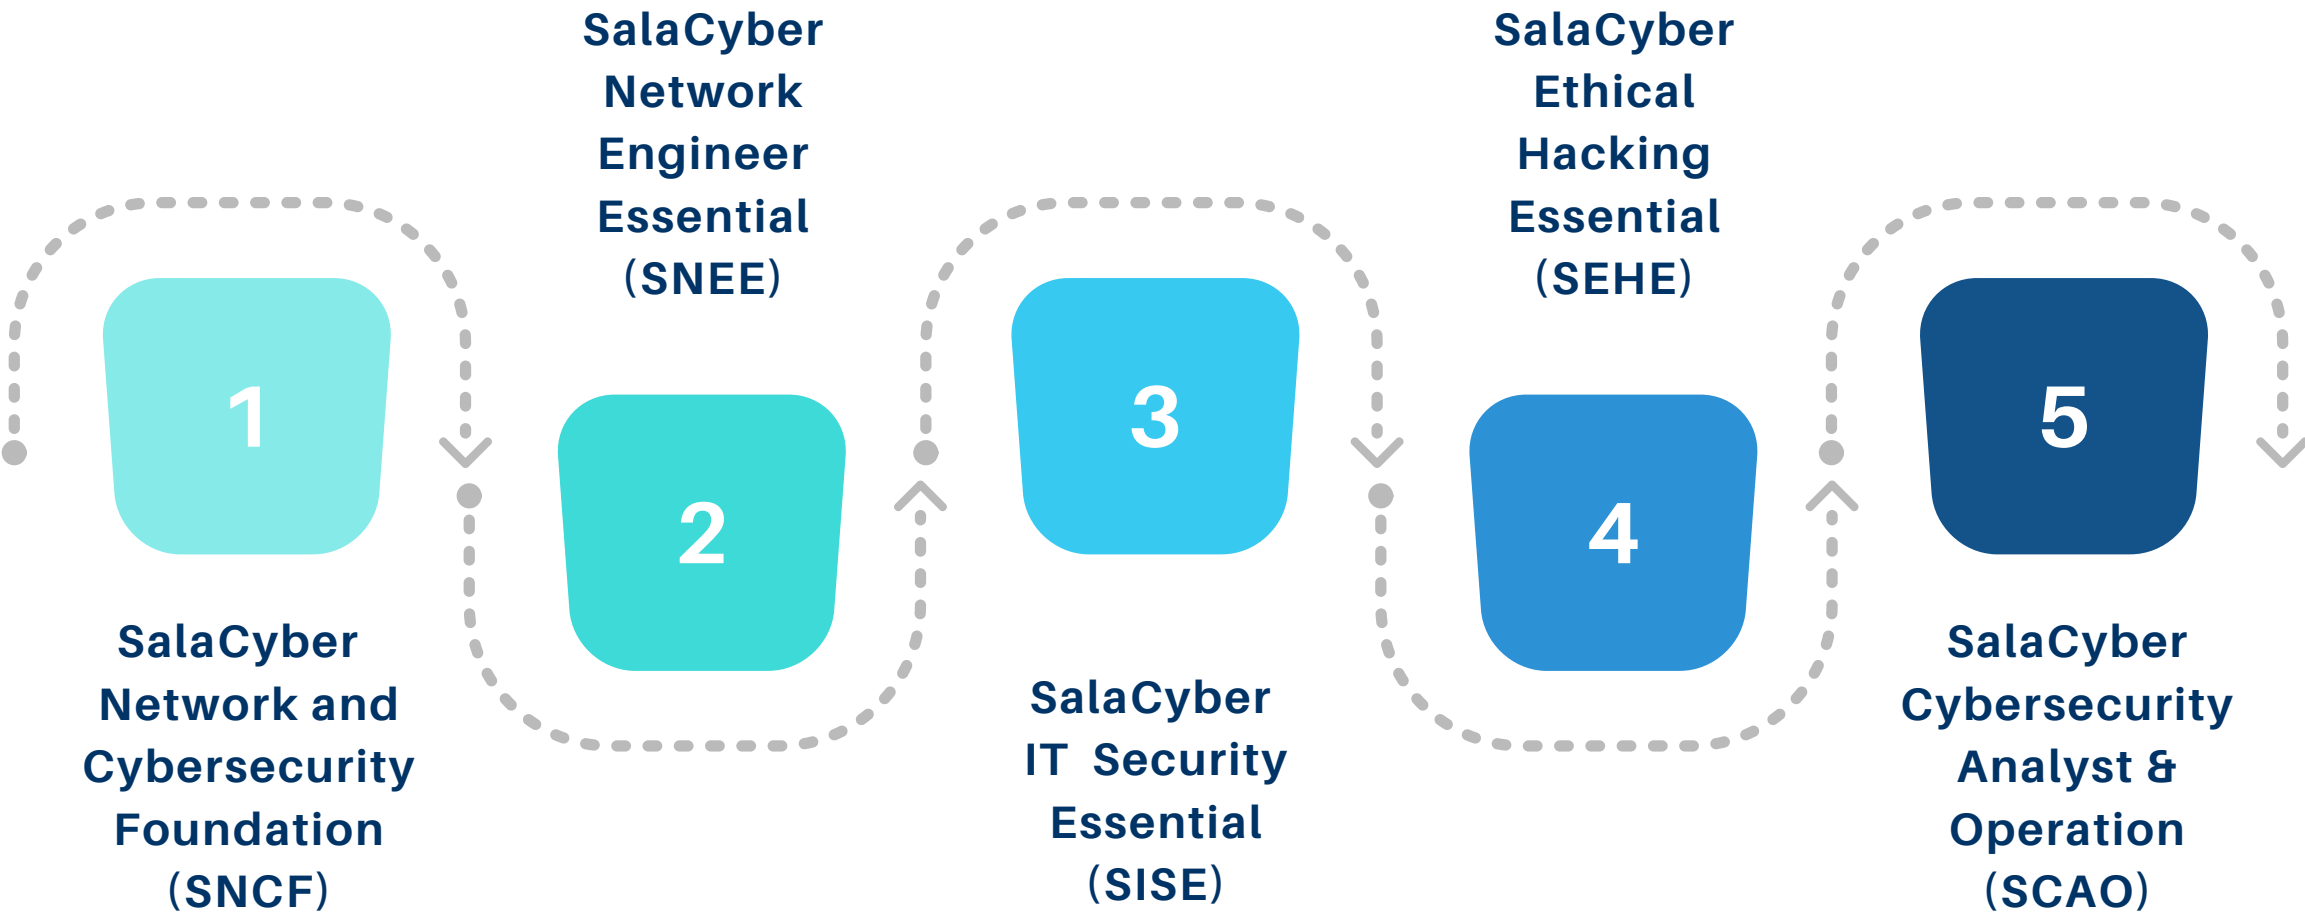 1
SalaCyber
Network and
Cybersecurity
Foundation
(SNCF)
SalaCyber
Network
Engineer
Essential
(SNEE)
2
3
SalaCyber
IT Security
Essential
(SISE)
SalaCyber
Ethical
Hacking
Essential
(SEHE)
4
5
SalaCyber
Cybersecurity
Analyst &
Operation
(SCAO)